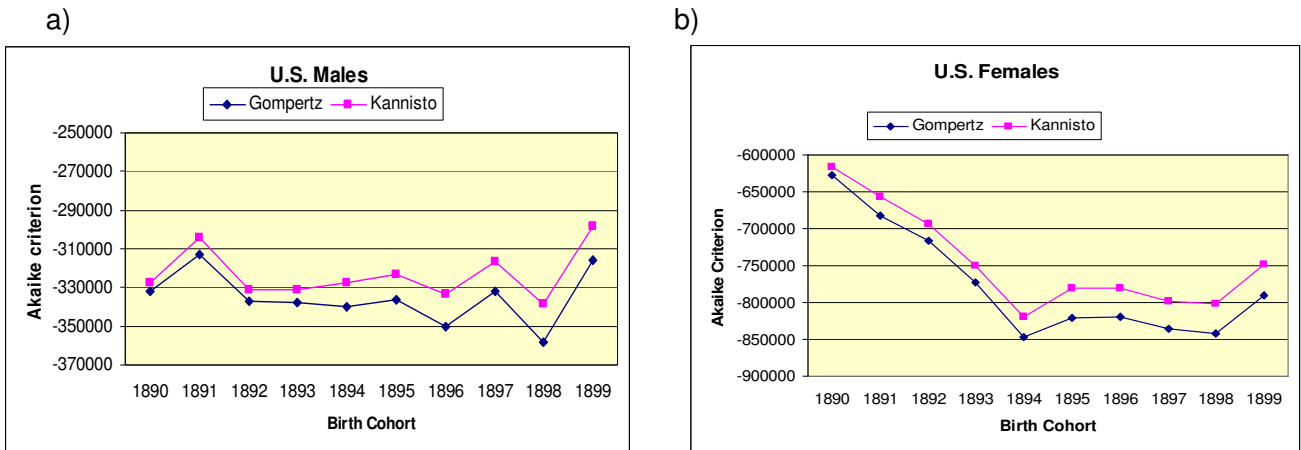 a)
U.S. Males
Gompertz Kannisto
Akaike criterion
-250000
-270000
-290000
-310000
-330000
-350000
-370000
1890 1891 1892 1893 1894 1895 1896 1897 1898 1899
Birth Cohort
b)
U.S. Females
Gompertz Kannisto
Akaike Criterion
-600000
-650000
-700000
-750000
-800000
-850000
-900000
1890 1891 1892 1893 1894 1895 1896 1897 1898 1899
Birth Cohort